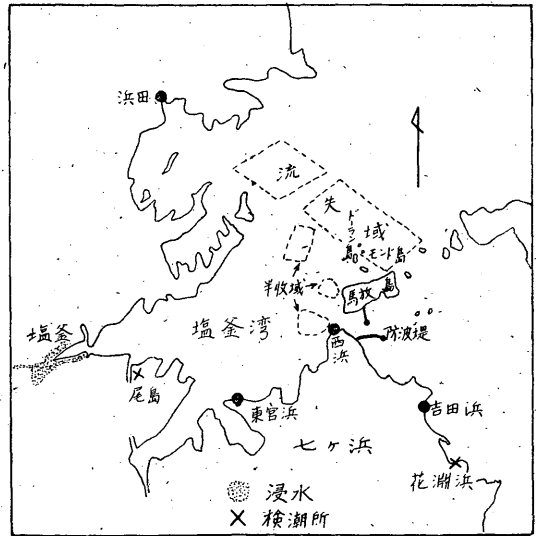 浜田
流
失
域
ドーラン島
モンド島
半收域
馬放島
塩釜
塩釜湾
西浜
防波堤
尾島
東宮浜
吉田浜
七ヶ浜
花淵浜
浸水
検潮所